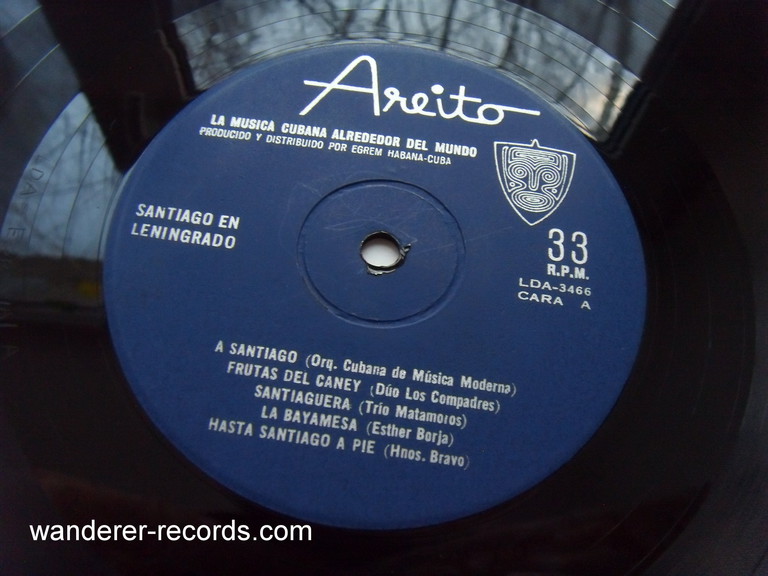 Areito
LA MUSICA CUBANA ALREDEDOR DEL MUNDO
PRODUCIDO Y DISTRIBUIDO POR EGREM HABANA-CUBA
SANTIAGO EN
LENINGRADO
33
R.P.M.
LDA-3466
CARA A
A SANTIAGO (Orq. Cubana de Música Moderna)
FRUTAS DEL CANEY (Dúo Los Compadres)
SANTIAGUERA (Trío Matamoros)
LA BAYAMESA (Esther Borja)
HASTA SANTIAGO A PIE (Hnos. Bravo)
wanderer-records.com